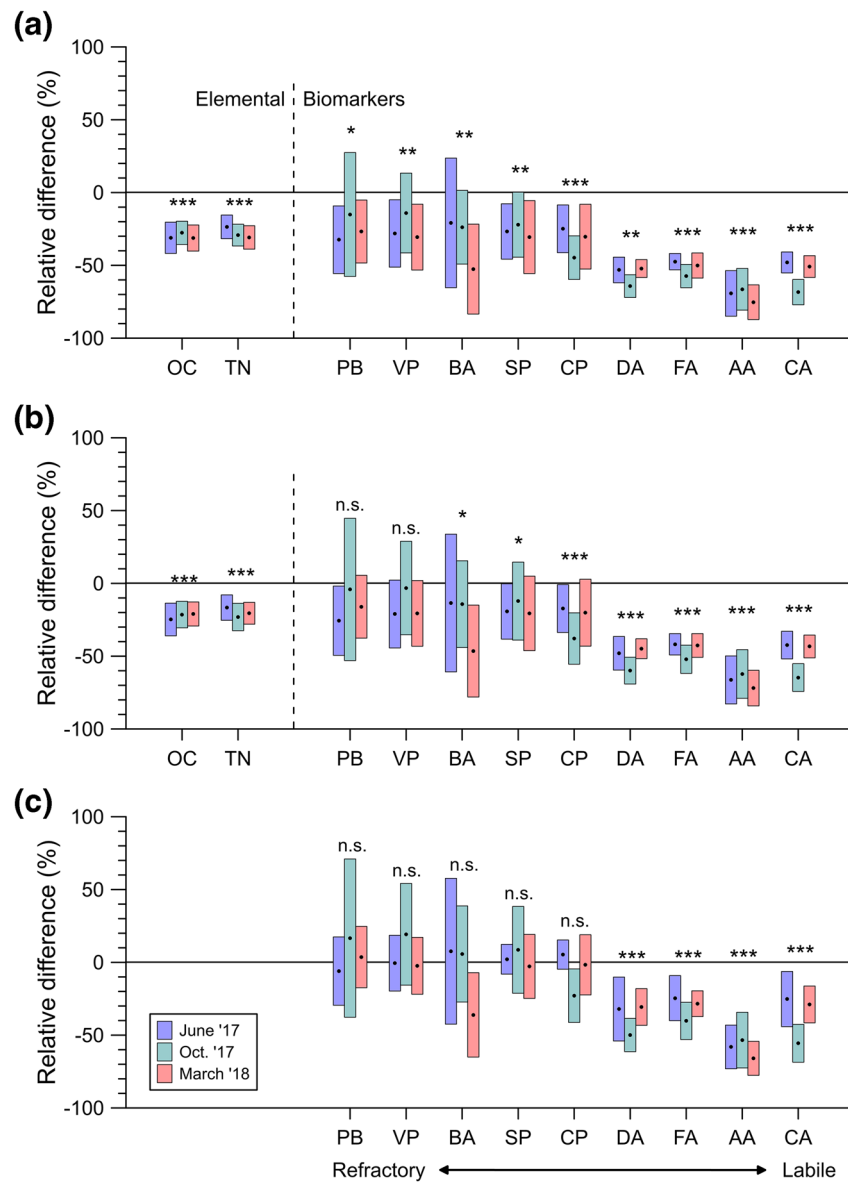 (a)
100
50
0
-50
-100
Relative difference (%)
Elemental Biomarkers
*** *** * ** ** ** *** ** *** *** ***
OC TN PB VP BA SP CP DA FA AA CA
(b)
100
50
0
-50
-100
Relative difference (%)
*** *** n.s. n.s. * * *** *** *** *** ***
OC TN PB VP BA SP CP DA FA AA CA
(c)
100
50
0
-50
-100
Relative difference (%)
n.s. n.s. n.s. n.s. n.s. *** *** *** ***
June '17
Oct. '17
March '18
PB VP BA SP CP DA FA AA CA
Refractory Labile